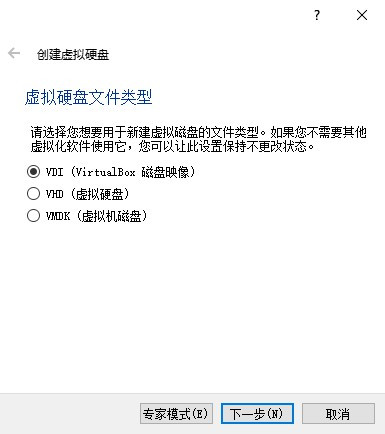 ?
创建虚拟硬盘
虚拟硬盘文件类型
请选择您想要用于新建虚拟磁盘的文件类型。如果您不需要其他
虚拟化软件使用它，您可以让此设置保持不更改状态。
VDI (VirtualBox 磁盘映像)
VHD (虚拟硬盘)
VMDK (虚拟机磁盘)
专家模式(E) 下一步(N) 取消